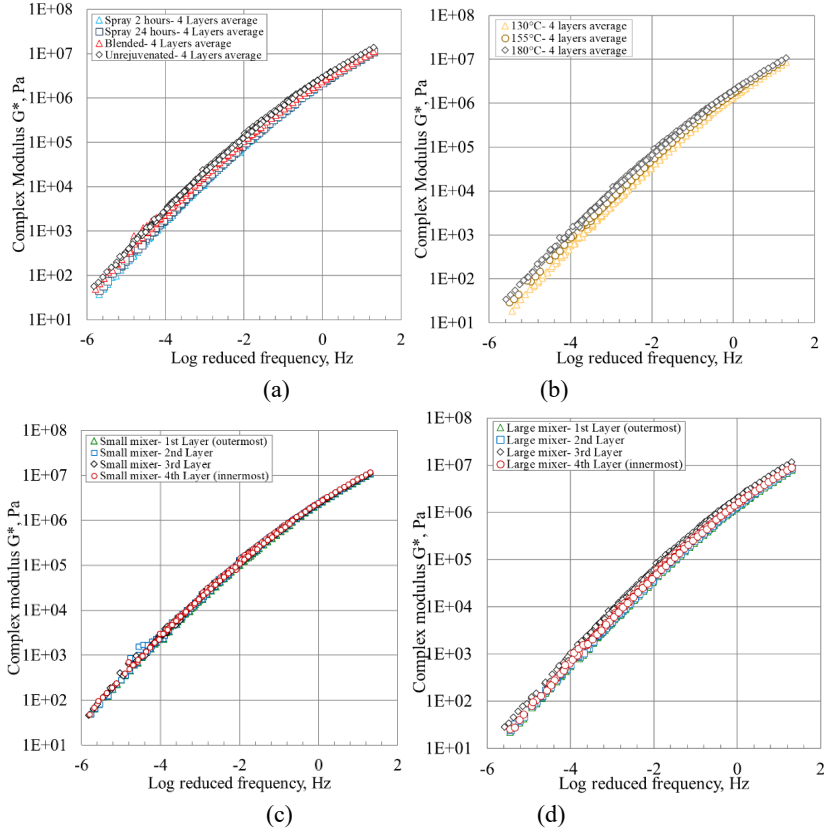 Complex Modulus G*, Pa
1E+08
1E+07
1E+06
1E+05
1E+04
1E+03
1E+02
1E+01
Spray 2 hours- 4 Layers average
Spray 24 hours- 4 Layers average
Blended- 4 Layers average
Unrejuvenated- 4 Layers average
-6 -4 -2 0 2
Log reduced frequency, Hz
(a)
Complex Modulus G*, Pa
1E+08
1E+07
1E+06
1E+05
1E+04
1E+03
1E+02
1E+01
130°C- 4 layers average
155°C- 4 layers average
180°C- 4 layers average
-6 -4 -2 0 2
Log reduced frequency, Hz
(b)
Complex modulus G*, Pa
1E+08
1E+07
1E+06
1E+05
1E+04
1E+03
1E+02
1E+01
Small mixer- 1st Layer (outermost)
Small mixer- 2nd Layer
Small mixer- 3rd Layer
Small mixer- 4th Layer (innermost)
-6 -4 -2 0 2
Log reduced frequency, Hz
(c)
Complex modulus G*, Pa
1E+08
1E+07
1E+06
1E+05
1E+04
1E+03
1E+02
1E+01
Large mixer- 1st Layer (outermost)
Large mixer- 2nd Layer
Large mixer- 3rd Layer
Large mixer- 4th Layer (innermost)
-6 -4 -2 0 2
Log reduced frequency, Hz
(d)